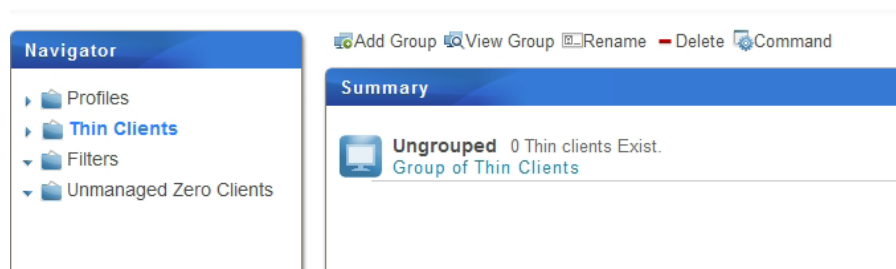 Navigator
Profiles
Thin Clients
Filters
Unmanaged Zero Clients
Add Group View Group Rename Delete Command
Summary
Ungrouped 0 Thin clients Exist.
Group of Thin Clients